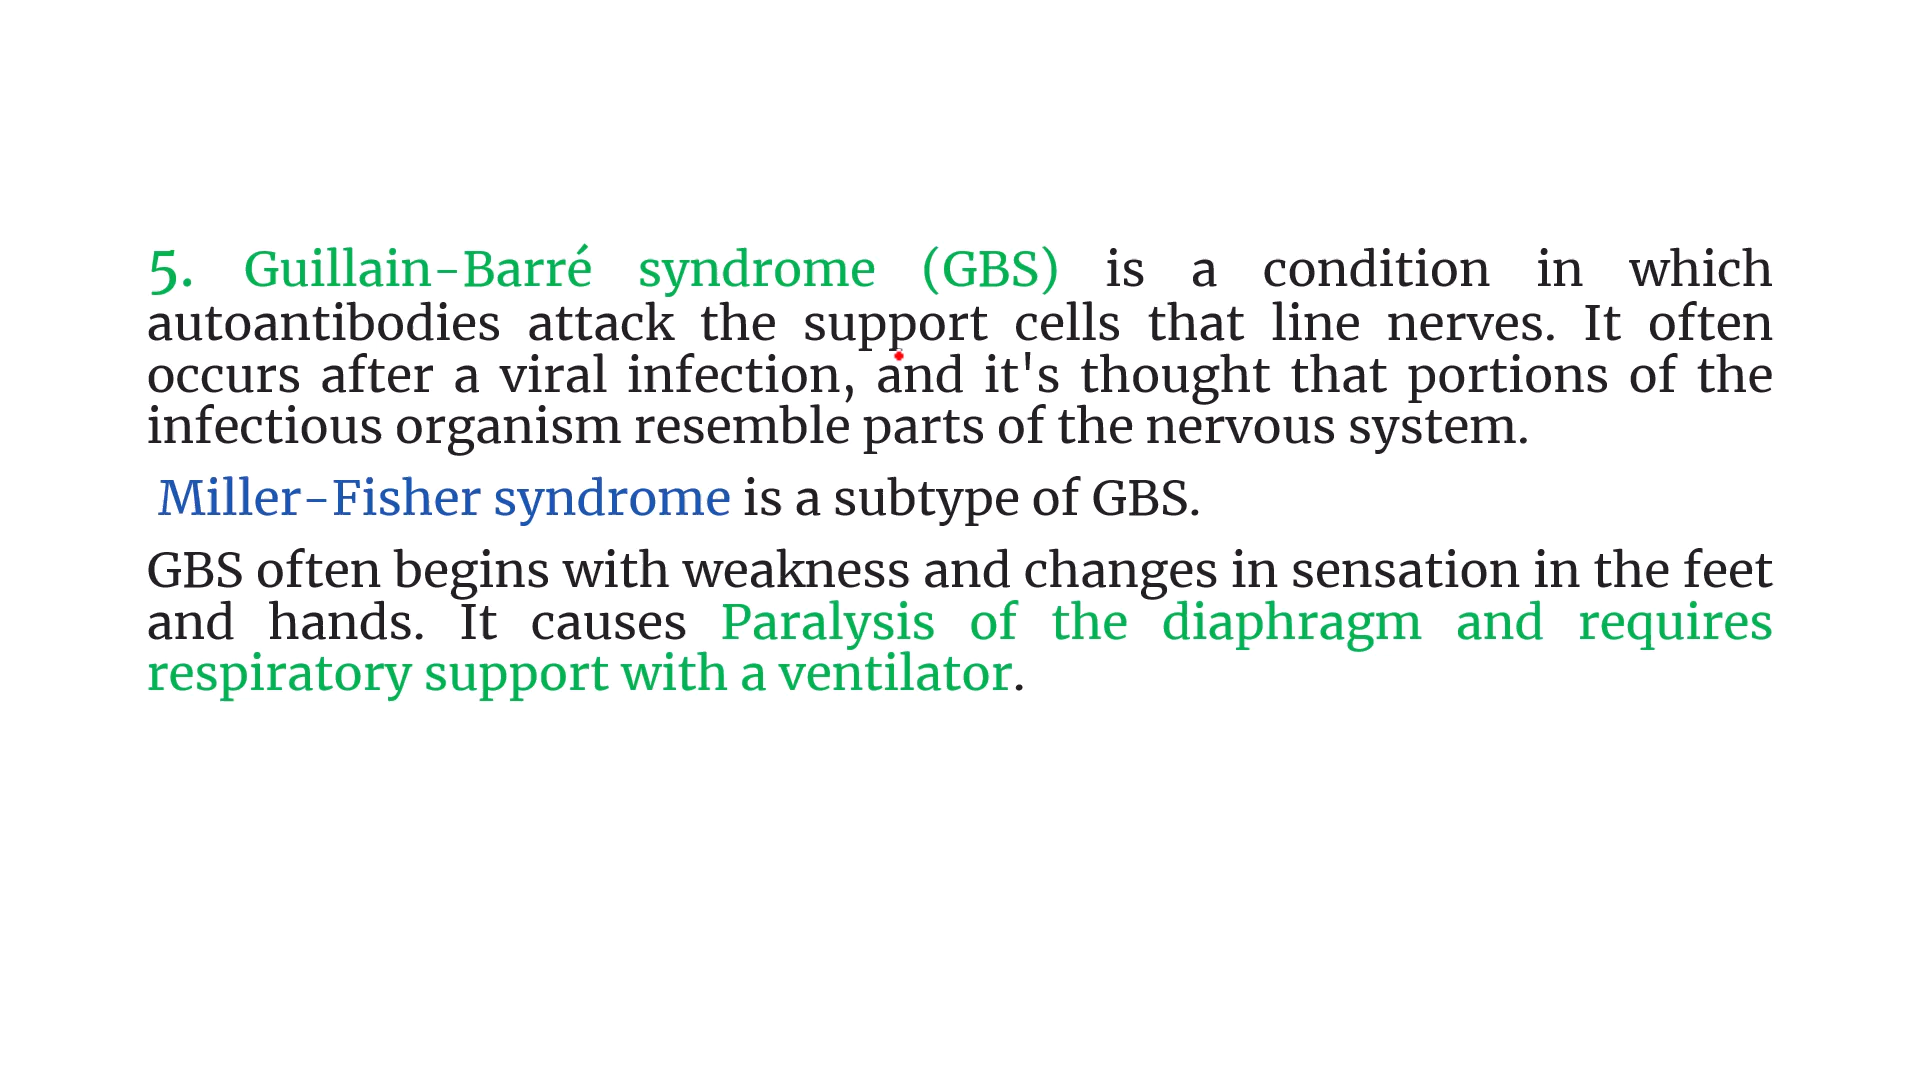 5. Guillain-Barré syndrome (GBS) is a condition in which
autoantibodies attack the support cells that line nerves. It often
occurs after a viral infection, and it's thought that portions of the
infectious organism resemble parts of the nervous system.
Miller-Fisher syndrome is a subtype of GBS.
GBS often begins with weakness and changes in sensation in the feet
and hands. It causes Paralysis of the diaphragm and requires
respiratory support with a ventilator.